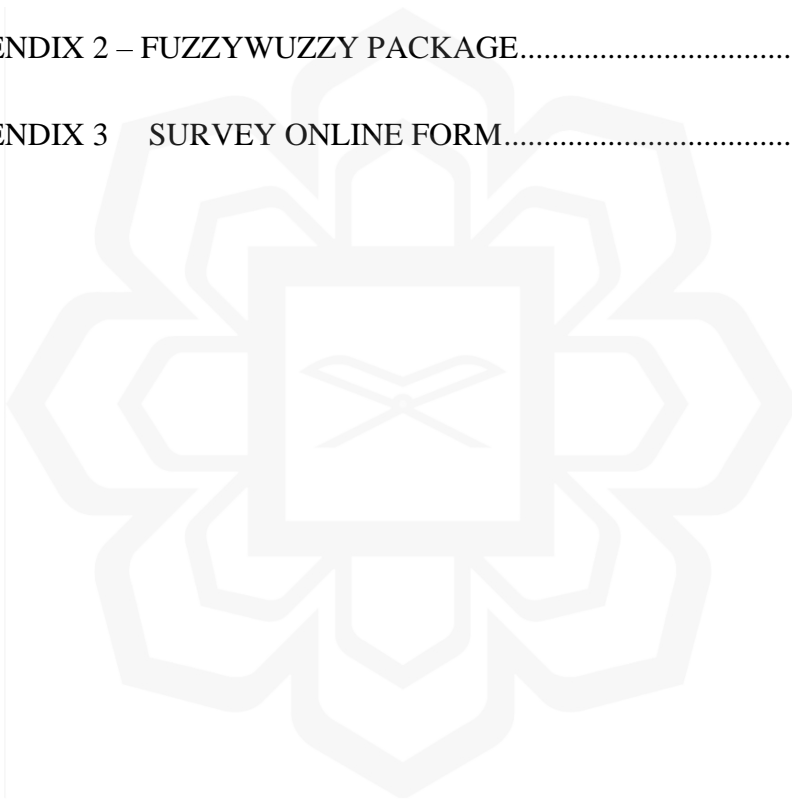 ENDIX 2 – FUZZYWUZZY PACKAGE..................................
ENDIX 3 SURVEY ONLINE FORM....................................